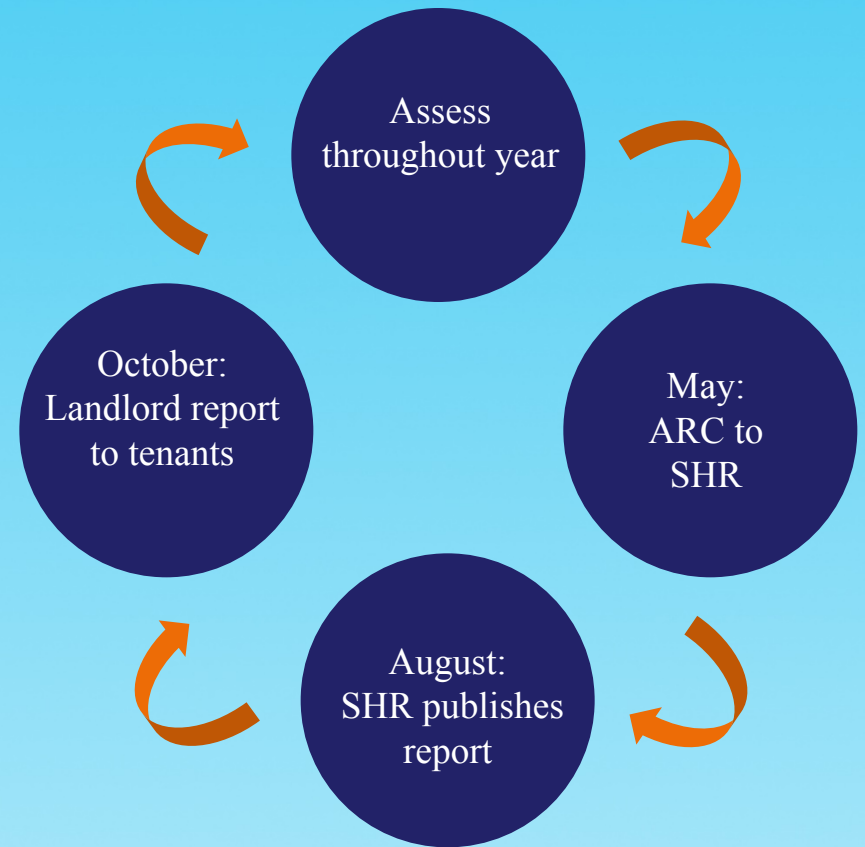 Assess
throughout year
May:
ARC to
SHR
August:
SHR publishes
report
October:
Landlord report
to tenants